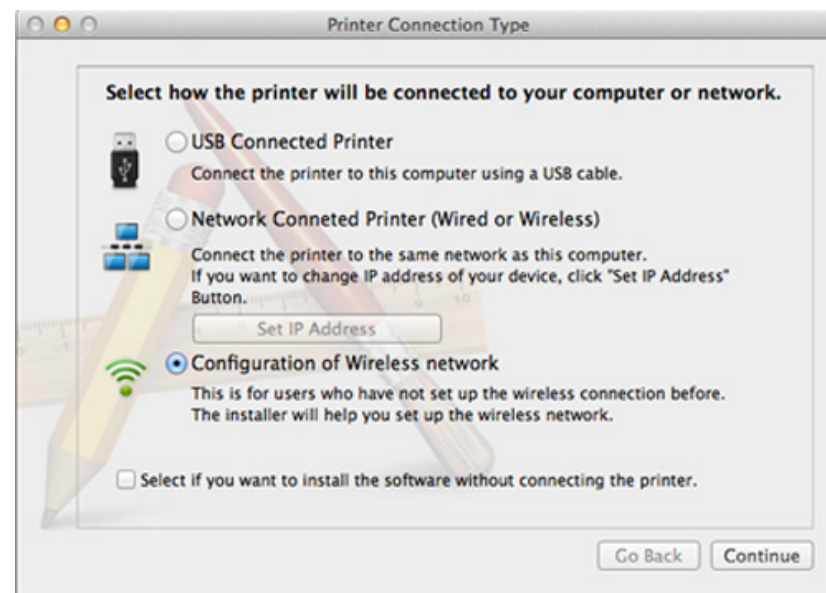 Printer Connection Type
Select how the printer will be connected to your computer or network.
USB Connected Printer
Connect the printer to this computer using a USB cable.
Network Conneted Printer (Wired or Wireless)
Connect the printer to the same network as this computer.
If you want to change IP address of your device, click "Set IP Address"
Button.
Set IP Address
Configuration of Wireless network
This is for users who have not set up the wireless connection before.
The installer will help you set up the wireless network.
Select if you want to install the software without connecting the printer.
Go Back Continue